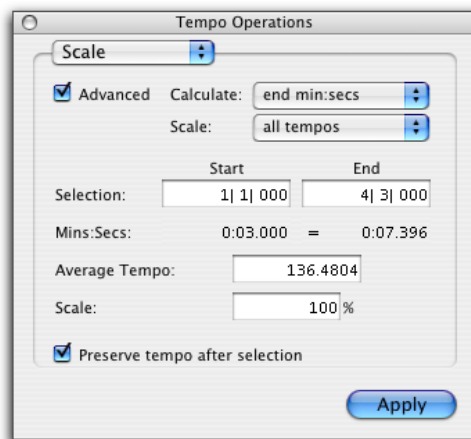 Tempo Operations
Scale
Advanced Calculate: end min:secs
Scale: all tempos
Start End
Selection: 1| 1| 000 4| 3| 000
Mins:Secs: 0:03.000 = 0:07.396
Average Tempo: 136.4804
Scale: 100 %
Preserve tempo after selection
Apply